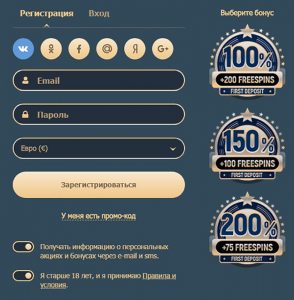 Регистрация Вход
Email
Пароль
Евро (€)
Зарегистрироваться
У меня есть промо-код
Получать информацию о персональных
акциях и бонусах через e-mail и sms.
Я старше 18 лет, и я принимаю Правила и
условия.
Выберите бонус
100%
+200 FREESPINS
FIRST DEPOSIT
150%
+100 FREESPINS
FIRST DEPOSIT
200%
+75 FREESPINS
FIRST DEPOSIT